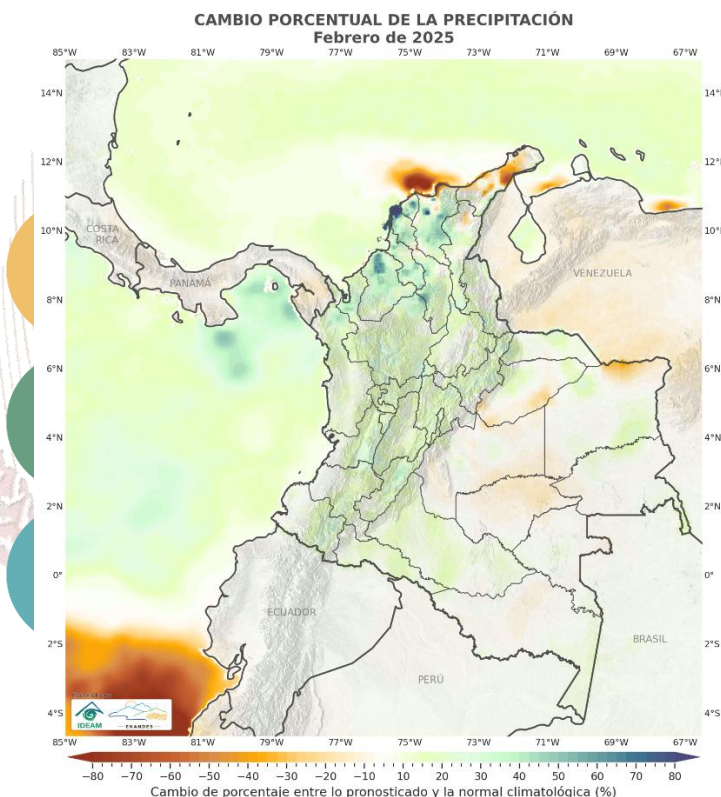 CAMBIO PORCENTUAL DE LA PRECIPITACIÓN
Febrero de 2025
85°W 83°W 81°W 79°W 77°W 75°W 73°W 71°W 69°W 67°W
14°N 14°N
12°N 12°N
10°N 10°N
8°N 8°N
6°N 6°N
4°N 4°N
2°N 2°N
0° 0°
2°S 2°S
4°S 4°S
COSTA
RICA
PANAMÁ
VENEZUELA
ECUADOR
PERÚ
BRASIL
IDEAM
ENANDES
85°W 83°W 81°W 79°W 77°W 75°W 73°W 71°W 69°W 67°W
−80 −70 −60 −50 −40 −30 −20 −10 10 20 30 40 50 60 70 80
Cambio de porcentaje entre lo pronosticado y la normal climatológica (%)